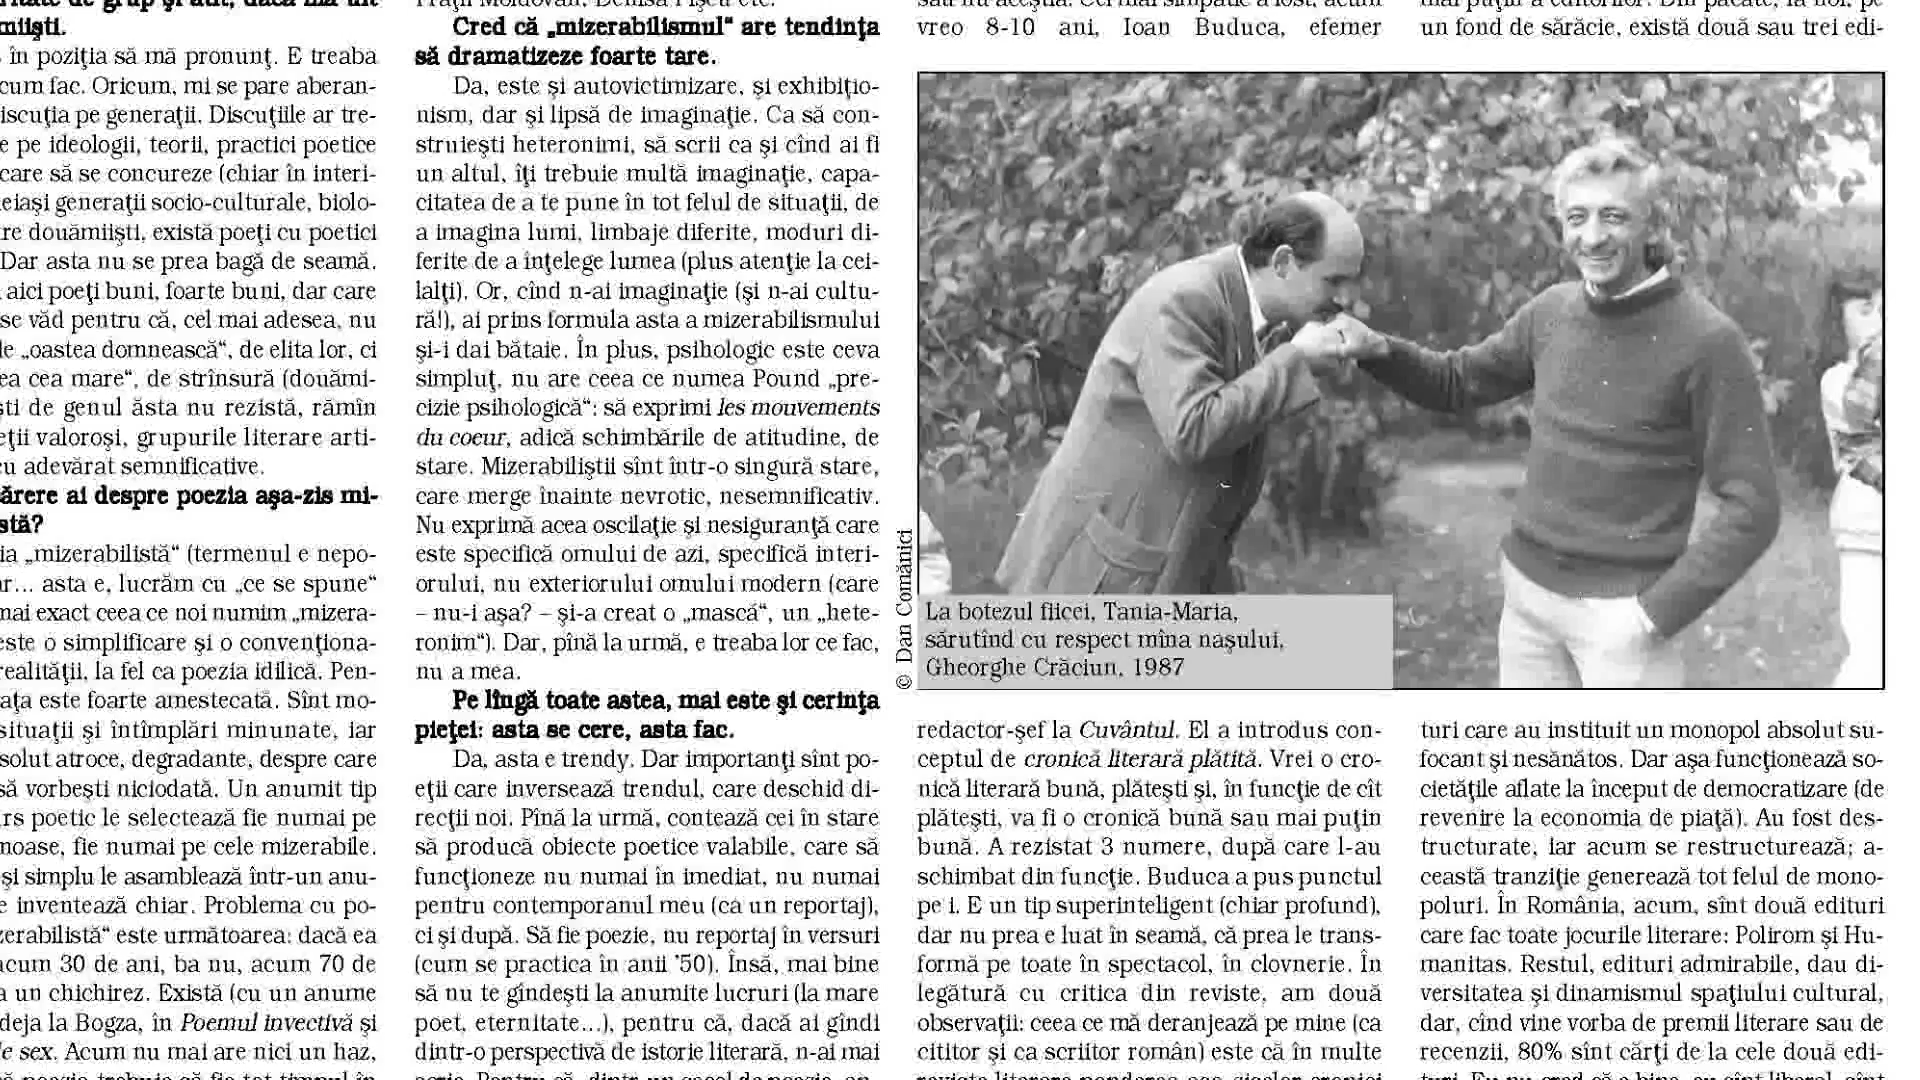 miişti.
în poziţia să mă pronunţ. E treaba
cum fac. Oricum, mi se pare aberan-
iscuţia pe generaţii. Discuţiile ar tre-
e pe ideologii, teorii, practici poetice
care să se concureze (chiar în interi-
eiaşi generaţii socio-culturale, biolo-
re douămiişti, există poeţi cu poetici
Dar asta nu se prea bagă de seamă.
aici poeţi buni, foarte buni, dar care
se văd pentru că, cel mai adesea, nu
le „oastea domnească“, de elita lor, ci
ea cea mare“, de strînsură (douămi-
şti de genul ăsta nu rezistă, rămîn
eţii valoroşi, grupurile literare arti-
cu adevărat semnificative.
ărere ai despre poezia aşa-zis mi-
stă?
ia „mizerabilistă“ (termenul e nepo-
ar... asta e, lucrăm cu „ce se spune“
mai exact ceea ce noi numim „mizera-
este o simplificare şi o convenţiona-
realităţii, la fel ca poezia idilică. Pen-
aţa este foarte amestecată. Sînt mo-
situaţii şi întîmplări minunate, iar
solut atroce, degradante, despre care
să vorbeşti niciodată. Un anumit tip
rs poetic le selectează fie numai pe
moase, fie numai pe cele mizerabile.
şi simplu le asamblează într-un anu-
e inventează chiar. Problema cu po-
zerabilistă“ este următoarea: dacă ea
acum 30 de ani, ba nu, acum 70 de
a un chichirez. Există (cu un anume
deja la Bogza, în Poemul invectivă şi
de sex. Acum nu mai are nici un haz,
Cred că „mizerabilismul“ are tendinţa
să dramatizeze foarte tare.
Da, este şi autovictimizare, şi exhibiţio-
nism, dar şi lipsă de imaginaţie. Ca să con-
struieşti heteronimi, să scrii ca şi cînd ai fi
un altul, îţi trebuie multă imaginaţie, capa-
citatea de a te pune în tot felul de situaţii, de
a imagina lumi, limbaje diferite, moduri di-
ferite de a înţelege lumea (plus atenţie la cei-
lalţi). Or, cînd n-ai imaginaţie (şi n-ai cultu-
ră!), ai prins formula asta a mizerabilismului
şi-i dai bătaie. În plus, psihologic este ceva
simpluţ, nu are ceea ce numea Pound „pre-
cizie psihologică“: să exprimi les mouvements
du coeur, adică schimbările de atitudine, de
stare. Mizerabiliştii sînt într-o singură stare,
care merge înainte nevrotic, nesemnificativ.
Nu exprimă acea oscilaţie şi nesiguranţă care
este specifică omului de azi, specifică interi-
orului, nu exteriorului omului modern (care
– nu-i aşa? – şi-a creat o „mască“, un „hete-
ronim“). Dar, pînă la urmă, e treaba lor ce fac,
nu a mea.
Pe lîngă toate astea, mai este şi cerinţa
pieţei: asta se cere, asta fac.
Da, asta e trendy. Dar importanţi sînt po-
eţii care inversează trendul, care deschid di-
recţii noi. Pînă la urmă, contează cei în stare
să producă obiecte poetice valabile, care să
funcţioneze nu numai în imediat, nu numai
pentru contemporanul meu (ca un reportaj),
ci şi după. Să fie poezie, nu reportaj în versuri
(cum se practica în anii ’50). Însă, mai bine
să nu te gîndeşti la anumite lucruri (la mare
poet, eternitate...), pentru că, dacă ai gîndi
dintr-o perspectivă de istorie literară, n-ai mai
vreo 8-10 ani, Ioan Buduca, efemer
© Dan Comănici
La botezul fiicei, Tania-Maria,
sărutînd cu respect mîna naşului,
Gheorghe Crăciun, 1987
redactor-şef la Cuvântul. El a introdus con-
ceptul de cronică literară plătită. Vrei o cro-
nică literară bună, plăteşti şi, în funcţie de cît
plăteşti, va fi o cronică bună sau mai puţin
bună. A rezistat 3 numere, după care l-au
schimbat din funcţie. Buduca a pus punctul
pe i. E un tip superinteligent (chiar profund),
dar nu prea e luat în seamă, că prea le trans-
formă pe toate în spectacol, în clovnerie. În
legătură cu critica din reviste, am două
observaţii: ceea ce mă deranjează pe mine (ca
cititor şi ca scriitor român) este că în multe
un fond de sărăcie, există două sau trei edi-
turi care au instituit un monopol absolut su-
focant şi nesănătos. Dar aşa funcţionează so-
cietăţile aflate la început de democratizare (de
revenire la economia de piaţă). Au fost des-
tructurate, iar acum se restructurează; a-
ceastă tranziţie generează tot felul de mono-
poluri. În România, acum, sînt două edituri
care fac toate jocurile literare: Polirom şi Hu-
manitas. Restul, edituri admirabile, dau di-
versitatea şi dinamismul spaţiului cultural,
dar, cînd vine vorba de premii literare sau de
recenzii, 80% sînt cărţi de la cele două edi-